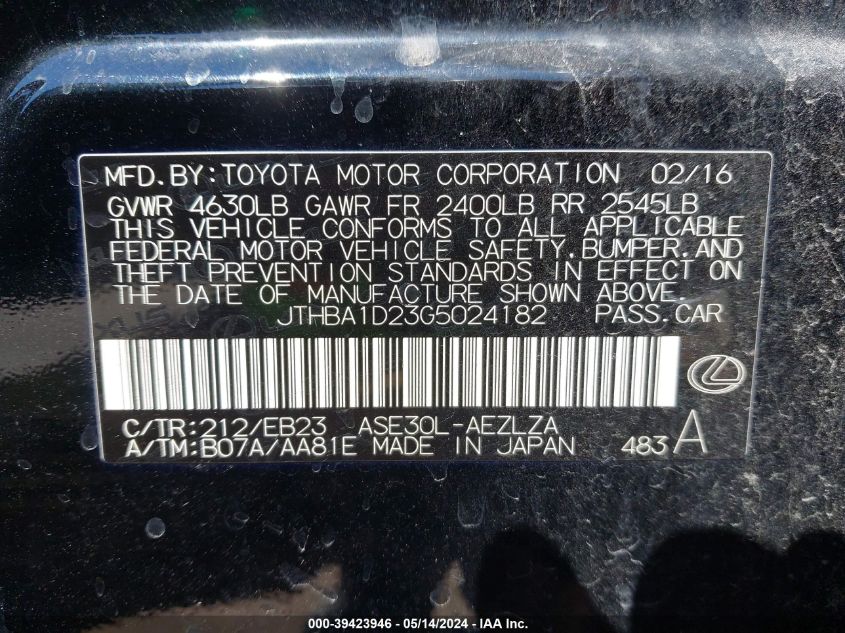 MFD.BY:TOYOTA MOTOR CORPORATION 02/16
GVWR 4630LB GAWR FR 2400LB RR 2545LB
THIS VEHICLE CONFORMS TO ALL APPLICABLE
FEDERAL MOTOR VEHICLE SAFETY,BUMPER,AND
THEFT PREVENTION STANDARDS IN EFFECT ON
THE DATE OF MANUFACTURE SHOWN ABOVE.
JTHBA1D23G5024182 PASS.CAR
C/TR:212/EB23 ASE30L-AEZLZA
A/TM:B07A/AA81E MADE IN JAPAN 483 A
000-39423946 - 05/14/2024 - IAA Inc.